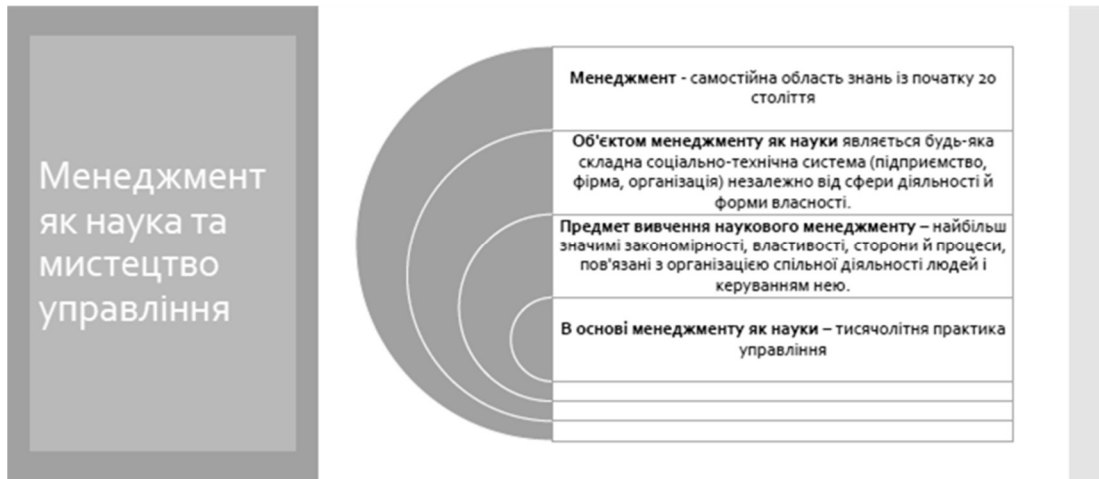 Менеджмент
як наука та
мистецтво
управління
Менеджмент - самостійна область знань із початку 20
століття
Об'єктом менеджменту як науки являється будь-яка
складна соціально-технічна система (підприємство,
фірма, організація) незалежно від сфери діяльності й
форми власності.
Предмет вивчення наукового менеджменту – найбільш
значимі закономірності, властивості, сторони й процеси,
пов'язані з організацією спільної діяльності людей і
керуванням нею.
В основі менеджменту як науки – тисячолітня практика
управління